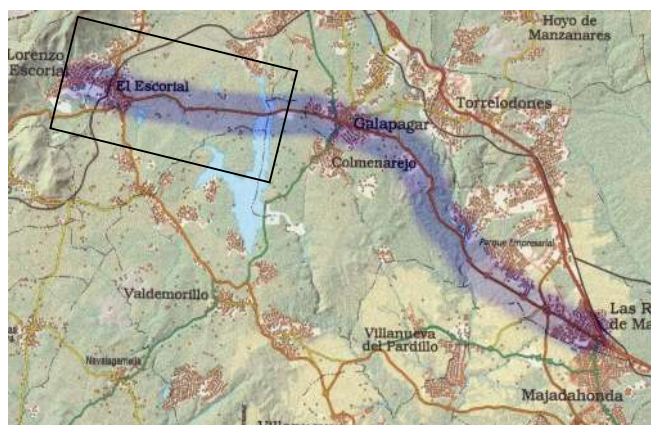 Hoyo de
Manzanares
Lorenzo
Escorial
El Escorial
Torrelodones
Galapagar
Colmenarejo
Parque Empresarial
Valdemorillo
Las R
de Ma
Villanueva
del Pardillo
Navalagamella
Majadahonda